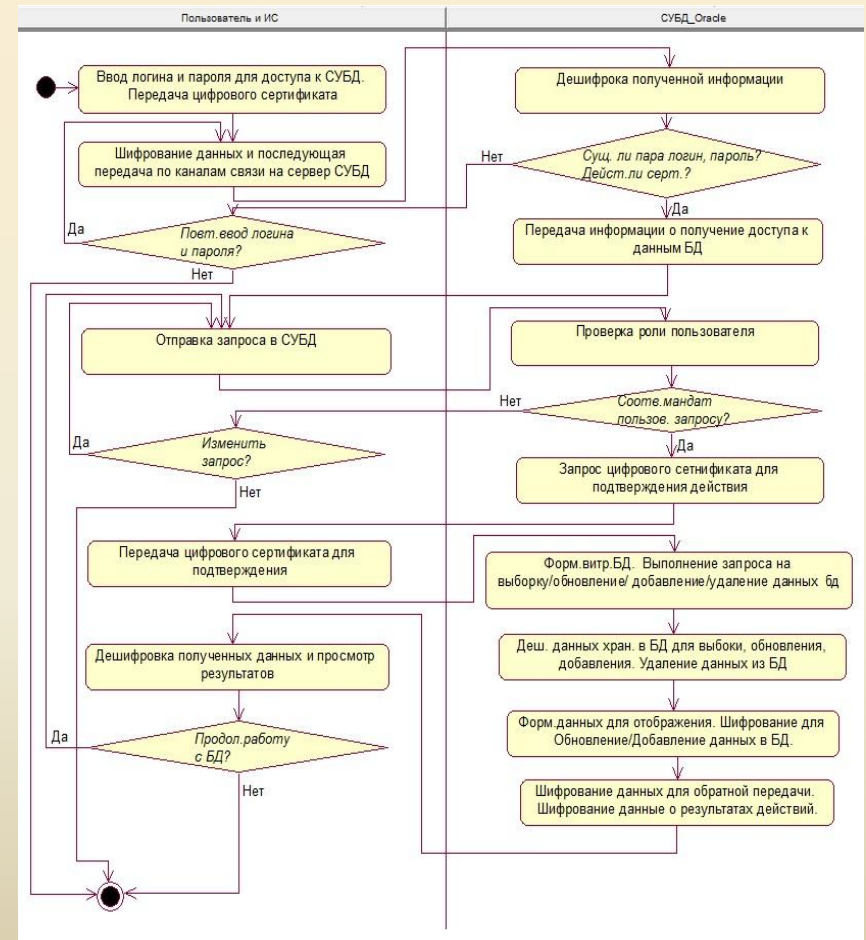 Пользователь и ИС
СУБД_Oracle
Ввод логина и пароля для доступа к СУБД.
Передача цифрового сертификата
Дешифрока полученной информации
Шифрование данных и последующая
передача по каналам связи на сервер СУБД
Нет
Сущ. ли пара логин, пароль?
Дейст.ли серт.?
Да
Да
Повт.ввод логина
и пароля?
Нет
Передача информации о получение доступа к
данным БД
Отправка запроса в СУБД
Проверка роли пользователя
Нет
Соотв.мандат
пользов. запросу?
Да
Да
Изменить
запрос?
Нет
Запрос цифрового сетнификата для
подтверждения действия
Передача цифрового сертификата для
подтверждения
Форм.витр.БД. Выполнение запроса на
выборку/обновление/ добавление/удаление данных бд
Дешифровка полученных данных и просмотр
результатов
Деш. данных хран. в БД для выбоки, обновления,
добавления. Удаление данных из БД
Да
Продол.работу
с БД?
Нет
Форм.данных для отображения. Шифрование для
Обновление/Добавление данных в БД.
Шифрование данных для обратной передачи.
Шифрование данные о результатах действий.